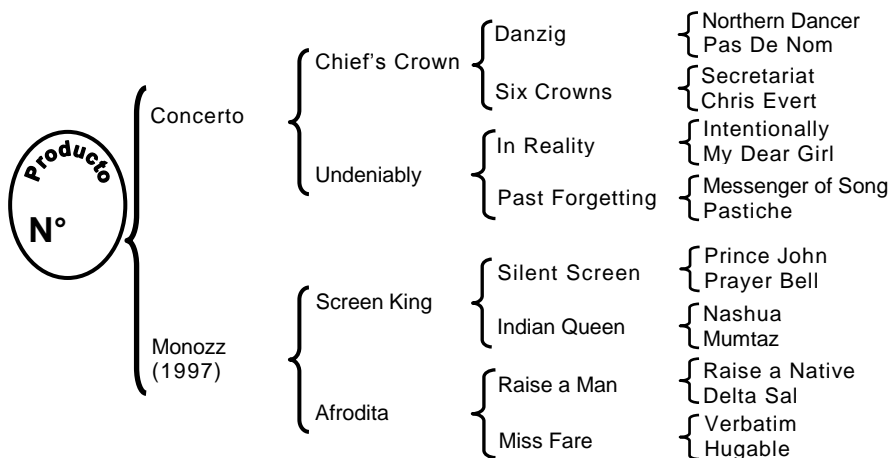 Producto
N°
Concerto
Monozz
(1997)
Chief's Crown
Undeniably
Screen King
Afrodita
Danzig
Six Crowns
In Reality
Past Forgetting
Silent Screen
Indian Queen
Raise a Man
Miss Fare
Northern Dancer
Pas De Nom
Secretariat
Chris Evert
Intentionally
My Dear Girl
Messenger of Song
Pastiche
Prince John
Prayer Bell
Nashua
Mumtaz
Raise a Native
Delta Sal
Verbatim
Hugable